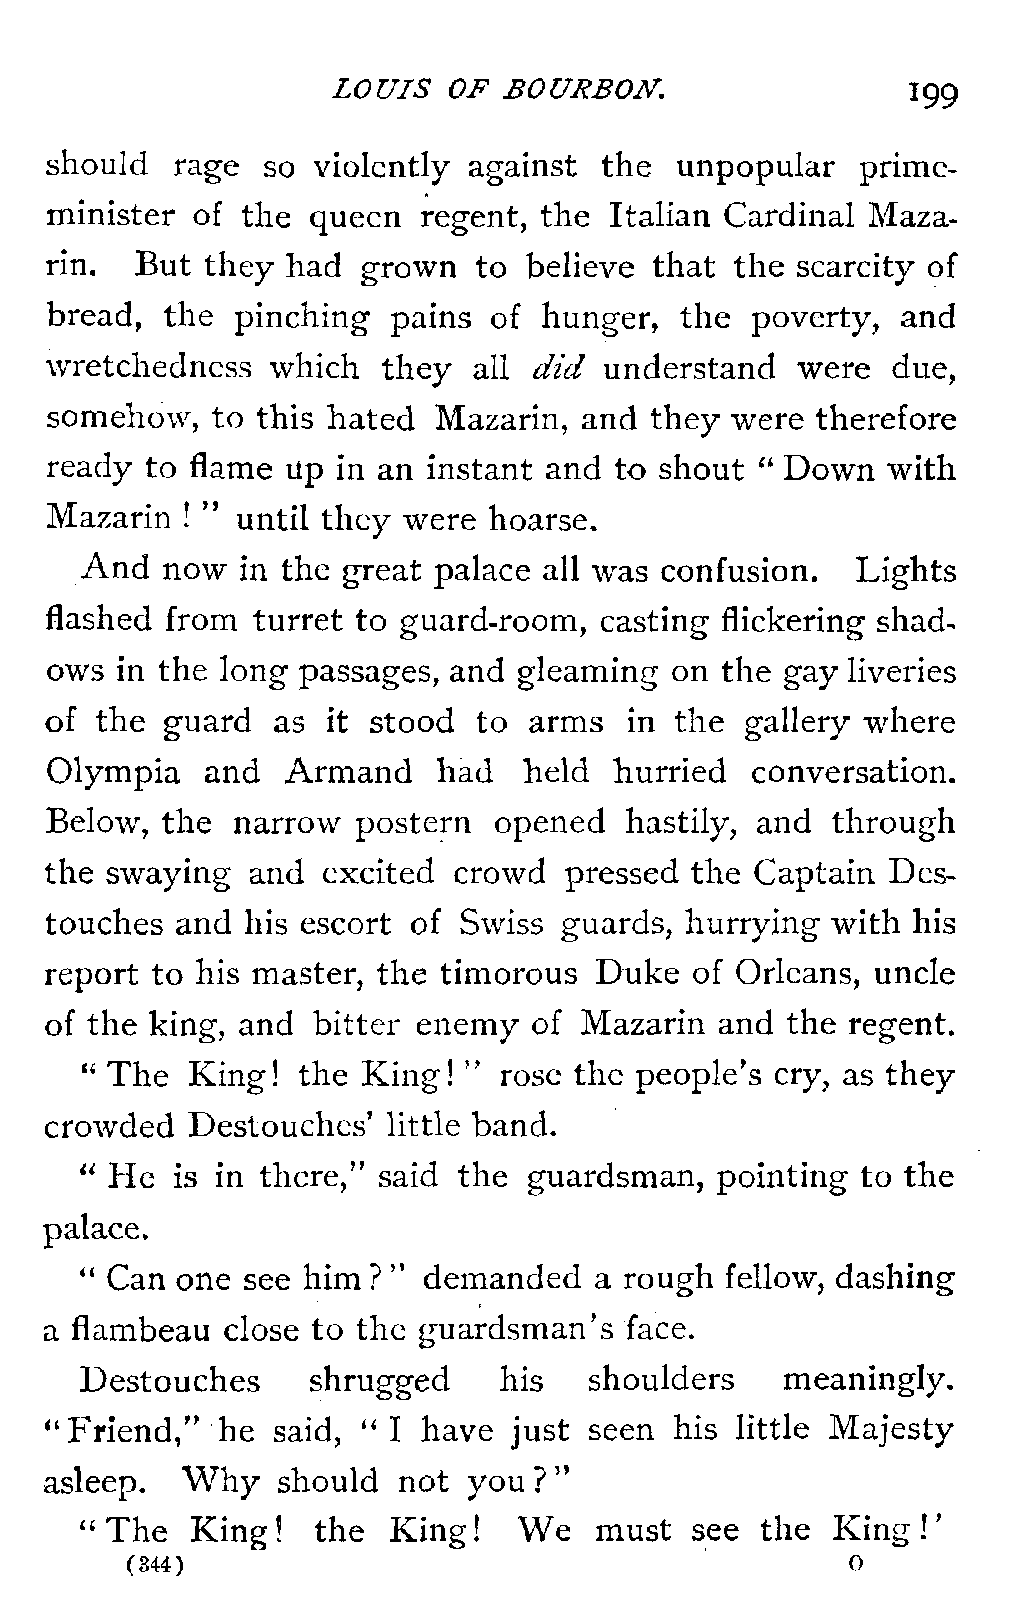 LOUIS OF BOURBON. 199
should rage so violently against the unpopular prime-
minister of the queen regent, the Italian Cardinal Maza-
rin. But they had grown to believe that the scarcity of
bread, the pinching pains of hunger, the poverty, and
wretchedness which they all did understand were due,
somehow, to this hated Mazarin, and they were therefore
ready to flame up in an instant and to shout “ Down with
Mazarin ! ” until they were hoarse.
And now in the great palace all was confusion. Lights
flashed from turret to guard-room, casting flickering shad-
ows in the long passages, and gleaming on the gay liveries
of the guard as it stood to arms in the gallery where
Olympia and Armand had held hurried conversation.
Below, the narrow postern opened hastily, and through
the swaying and excited crowd pressed the Captain Des-
touches and his escort of Swiss guards, hurrying with his
report to his master, the timorous Duke of Orleans, uncle
of the king, and bitter enemy of Mazarin and the regent.
“ The King! the King! ” rose the people’s cry, as they
crowded Destouches’ little band.
“ He is in there,” said the guardsman, pointing to the
palace.
“ Can one see him ? ” demanded a rough fellow, dashing
a flambeau close to the guardsman’s face.
Destouches shrugged his shoulders meaningly.
“ Friend,” he said, “ I have just seen his little Majesty
asleep. Why should not you ? ”
“ The King! the King! We must see the King !’
(344) O